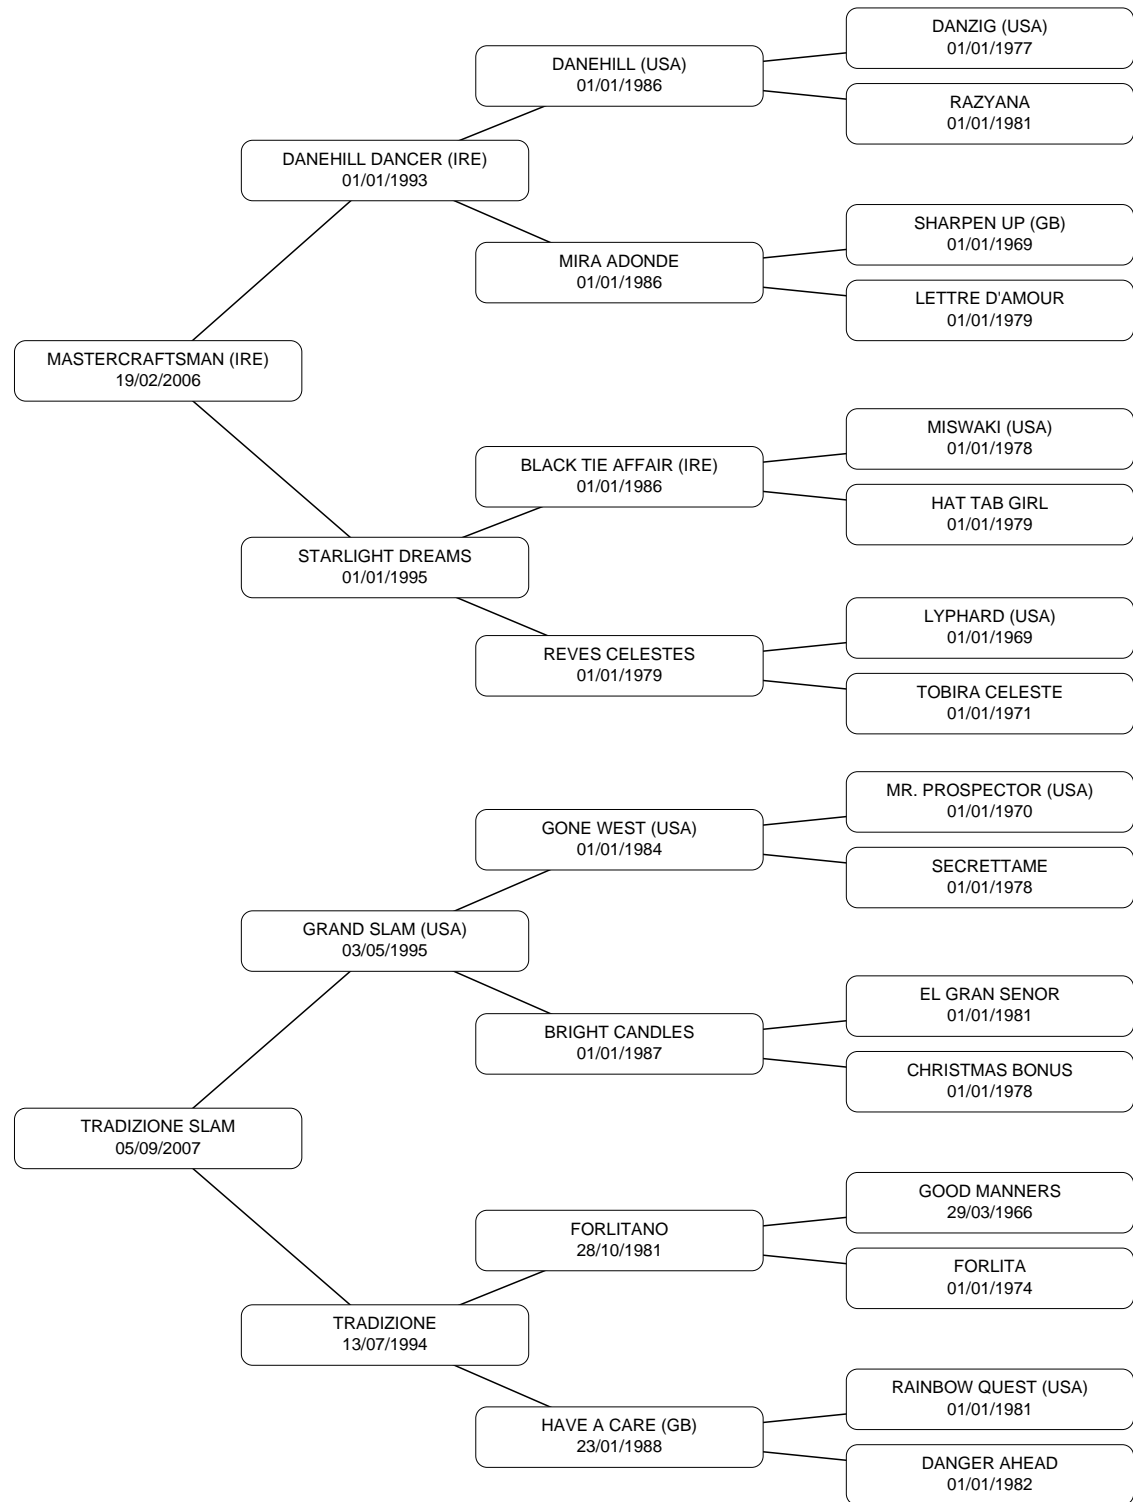 DANZIG (USA)
01/01/1977
DANEHILL (USA)
01/01/1986
RAZYANA
01/01/1981
DANEHILL DANCER (IRE)
01/01/1993
SHARPEN UP (GB)
01/01/1969
MIRA ADONDE
01/01/1986
LETTRE D'AMOUR
01/01/1979
MASTERCRAFTSMAN (IRE)
19/02/2006
MISWAKI (USA)
01/01/1978
BLACK TIE AFFAIR (IRE)
01/01/1986
HAT TAB GIRL
01/01/1979
STARLIGHT DREAMS
01/01/1995
LYPHARD (USA)
01/01/1969
REVES CELESTES
01/01/1979
TOBIRA CELESTE
01/01/1971
MR. PROSPECTOR (USA)
01/01/1970
GONE WEST (USA)
01/01/1984
SECRETTAME
01/01/1978
GRAND SLAM (USA)
03/05/1995
EL GRAN SENOR
01/01/1981
BRIGHT CANDLES
01/01/1987
CHRISTMAS BONUS
01/01/1978
TRADIZIONE SLAM
05/09/2007
GOOD MANNERS
29/03/1966
FORLITANO
28/10/1981
FORLITA
01/01/1974
TRADIZIONE
13/07/1994
RAINBOW QUEST (USA)
01/01/1981
HAVE A CARE (GB)
23/01/1988
DANGER AHEAD
01/01/1982